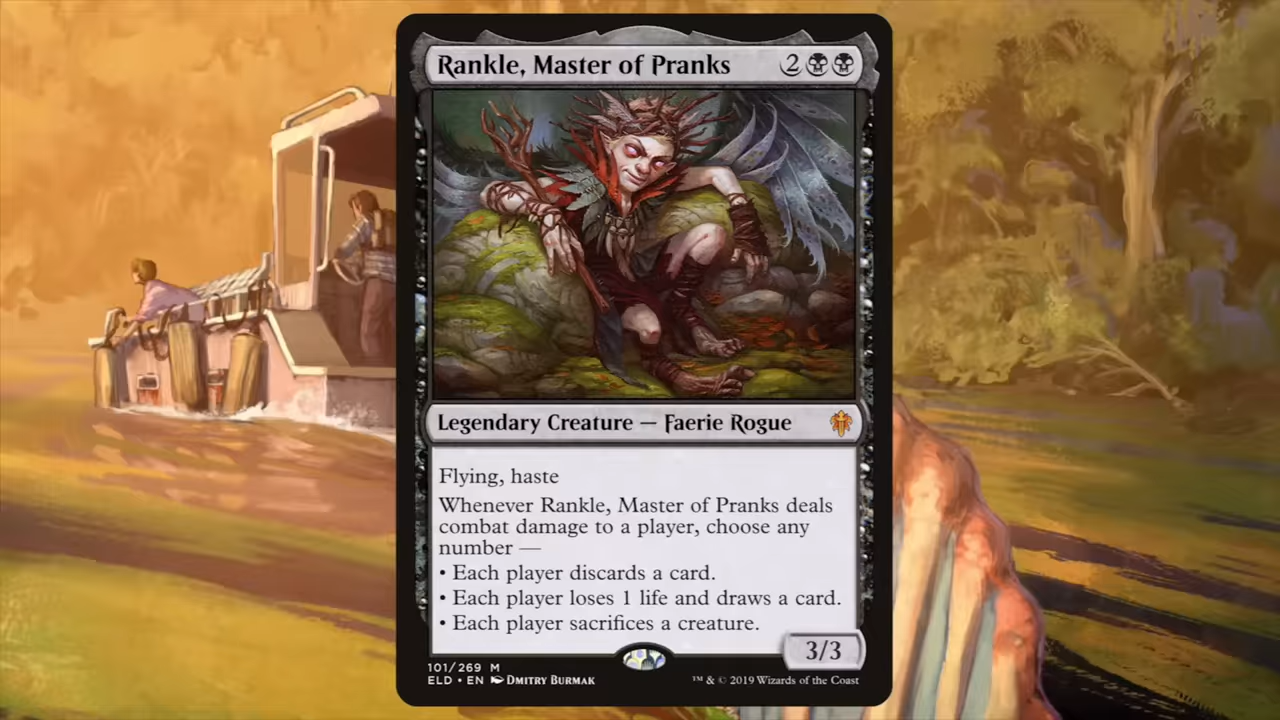 Rankle, Master of Pranks 2
Legendary Creature — Faerie Rogue
Flying, haste
Whenever Rankle, Master of Pranks deals
combat damage to a player, choose any
number —
• Each player discards a card.
• Each player loses 1 life and draws a card.
• Each player sacrifices a creature.
3/3
101/269 M
ELD • EN Dmitry Burmak
™ & © 2019 Wizards of the Coast